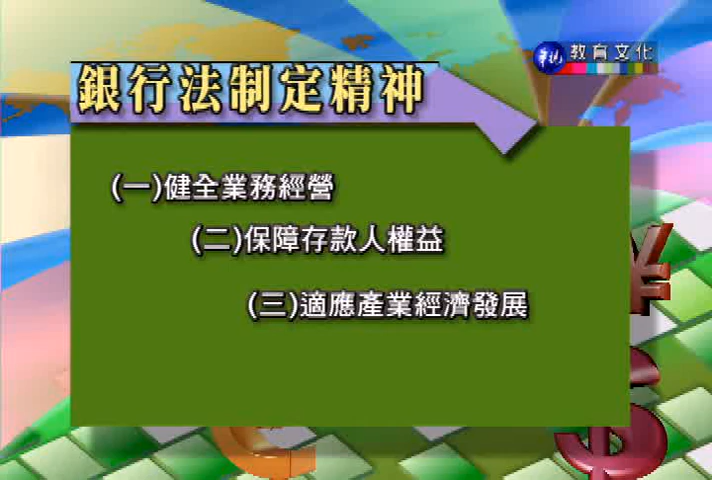 教育文化
銀行法制定精神
(一)健全業務經營
(二)保障存款人權益
(三)適應產業經濟發展